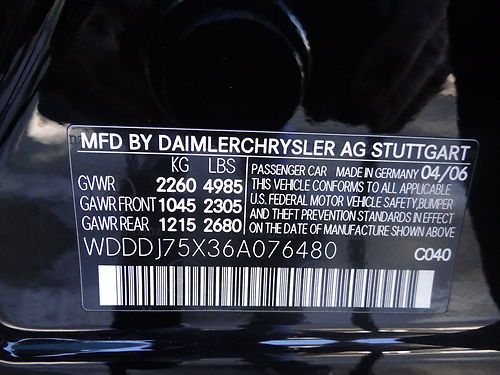 MFD BY DAIMLERCHRYSLER AG STUTTGART
KG LBS
GVWR 2260 4985
GAWR FRONT 1045 2305
GAWR REAR 1215 2680
PASSENGER CAR MADE IN GERMANY 04/06
THIS VEHICLE CONFORMS TO ALL APPLICABLE
U.S. FEDERAL MOTOR VEHICLE SAFETY,BUMPER
AND THEFT PREVENTION STANDARDS IN EFFECT
ON THE DATE OF MANUFACTURE SHOWN ABOVE.
WDDDJ75X36A076480
C040